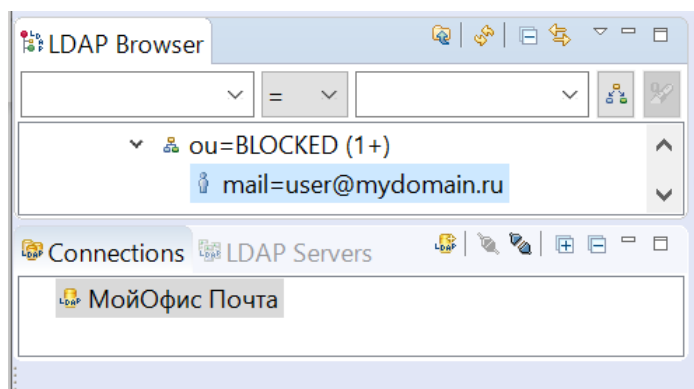 LDAP Browser
=
ou=BLOCKED (1+)
mail=user@mydomain.ru
Connections LDAP Servers
МойОфис Почта